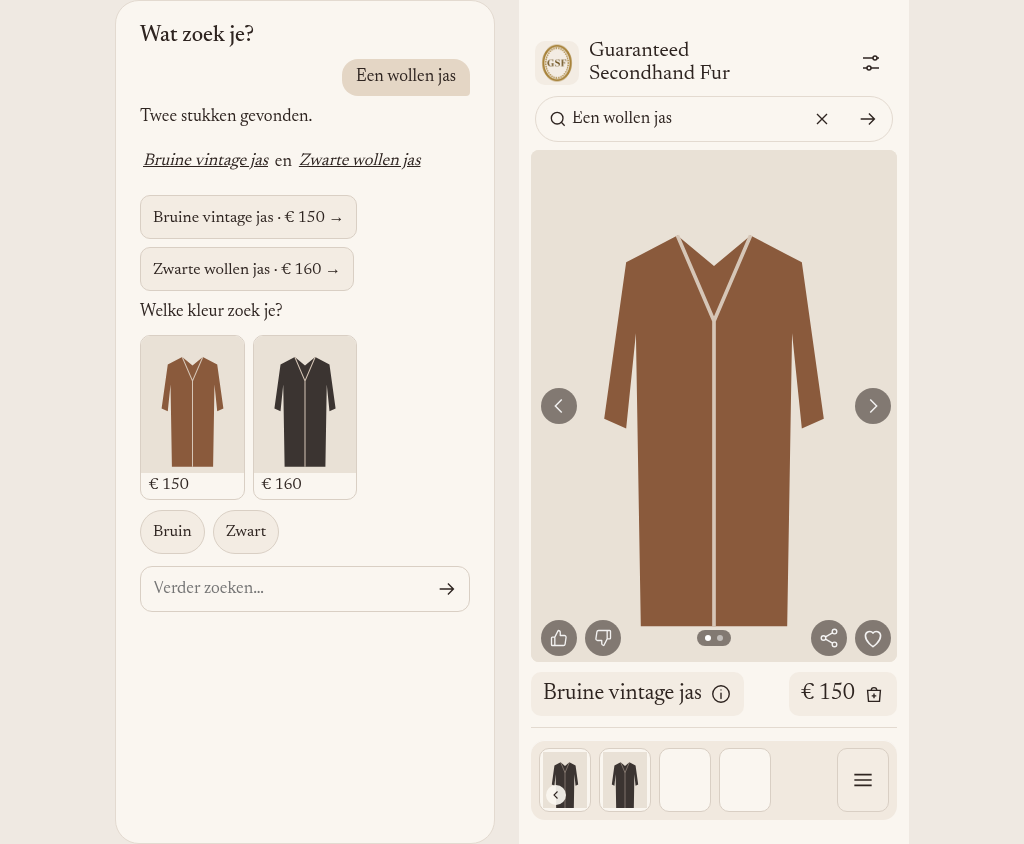 Wat zoek je?
Een wollen jas
Twee stukken gevonden.
Bruine vintage jas en Zwarte wollen jas
Bruine vintage jas · € 150 →
Zwarte wollen jas · € 160 →
Welke kleur zoek je?
€ 150
€ 160
Bruin
Zwart
Verder zoeken...
GSF
Guaranteed
Secondhand Fur
Een wollen jas
Bruine vintage jas
€ 150